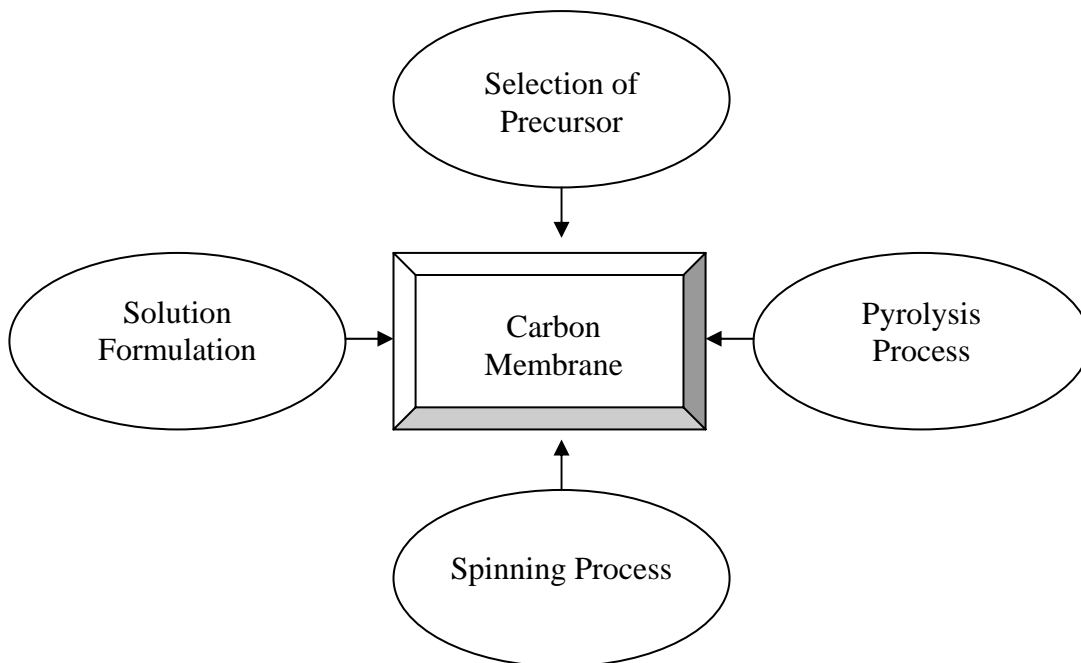 Selection of
Precursor
Solution
Formulation
Carbon
Membrane
Pyrolysis
Process
Spinning Process